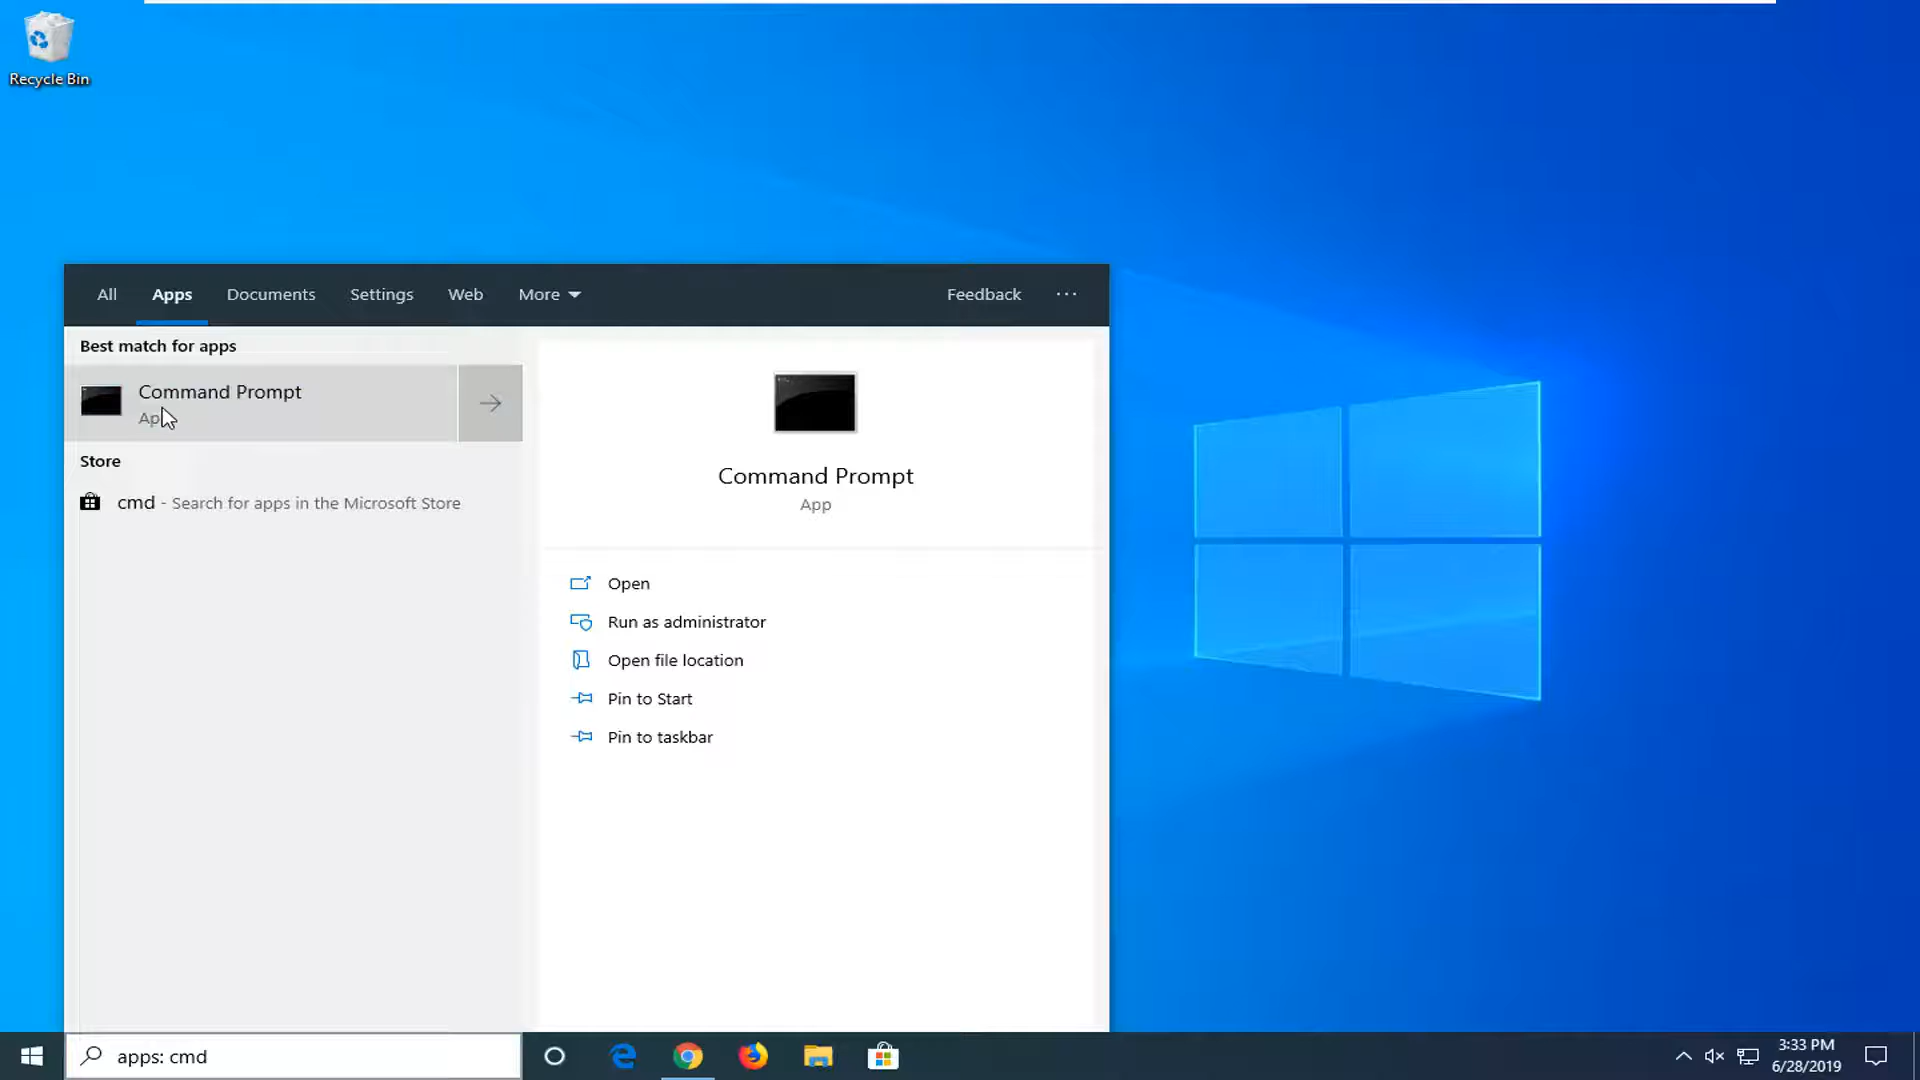 Recycle Bin
All Apps Documents Settings Web More Feedback ...
Best match for apps
Command Prompt
App
Store
cmd - Search for apps in the Microsoft Store
Command Prompt
App
Open
Run as administrator
Open file location
Pin to Start
Pin to taskbar
apps: cmd
3:33 PM
6/28/2019